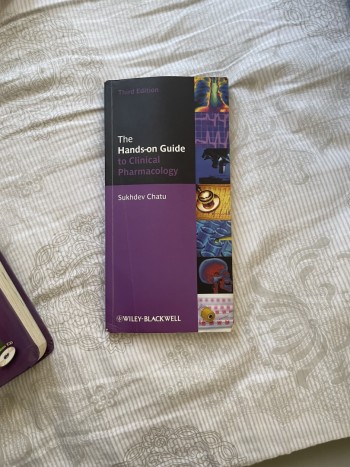 Third Edition
The
Hands-on Guide
to Clinical
Pharmacology
Sukhdev Chatu
WILEY-BLACKWELL